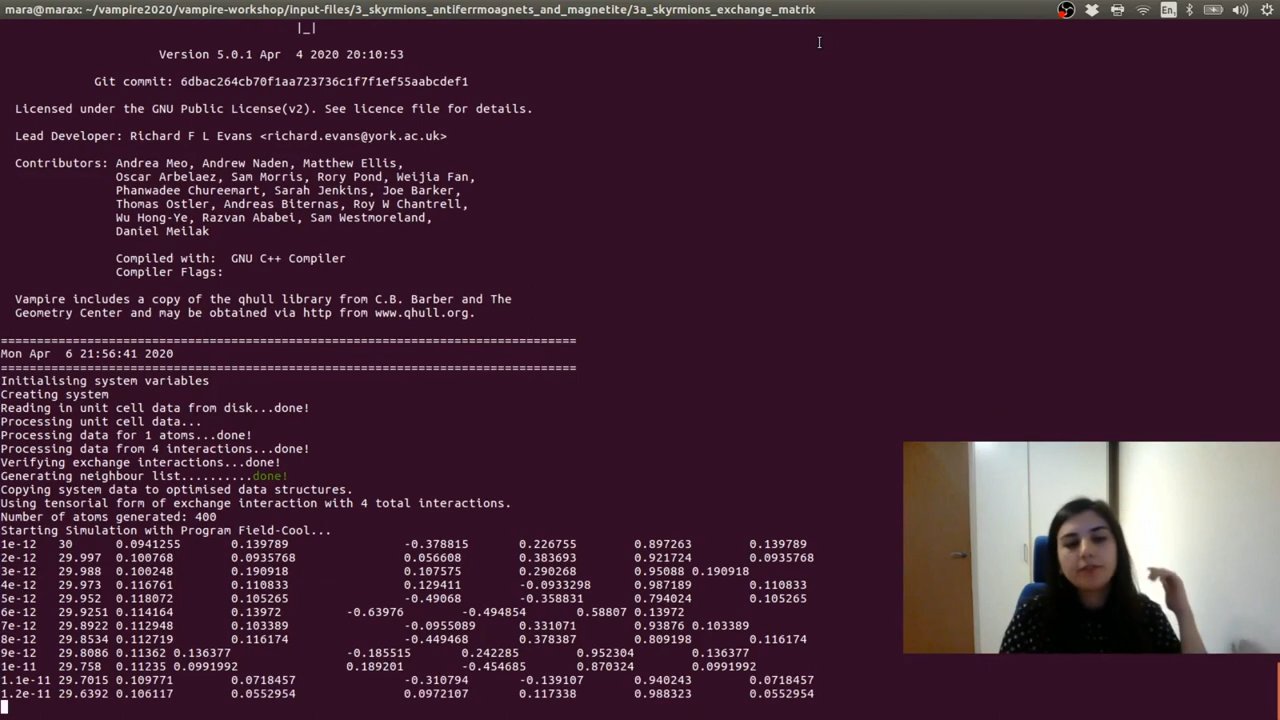 mara@marax: ~/vampire2020/vampire-workshop/input-files/3_skyrmions_antiferrmoagnets_and_magnetite/3a_skyrmions_exchange_matrix
En
|_|
Version 5.0.1 Apr  4 2020 20:10:53
Git commit: 6dbac264cb70f1aa723736c1f7f1ef55aabcdef1
Licensed under the GNU Public License(v2). See licence file for details.
Lead Developer: Richard F L Evans <richard.evans@york.ac.uk>
Contributors: Andrea Meo, Andrew Naden, Matthew Ellis,
Oscar Arbelaez, Sam Morris, Rory Pond, Weijia Fan,
Phanwadee Chureemart, Sarah Jenkins, Joe Barker,
Thomas Ostler, Andreas Biternas, Roy W Chantrell,
Wu Hong-Ye, Razvan Ababei, Sam Westmoreland,
Daniel Meilak
Compiled with:  GNU C++ Compiler
Compiler Flags:
Vampire includes a copy of the qhull library from C.B. Barber and The
Geometry Center and may be obtained via http from www.qhull.org.
================================================================================
Mon Apr  6 21:56:41 2020
================================================================================
Initialising system variables
Creating system
Reading in unit cell data from disk...done!
Processing unit cell data...
Processing data for 1 atoms...done!
Processing data from 4 interactions...done!
Verifying exchange interactions...done!
Generating neighbour list..........done!
Copying system data to optimised data structures.
Using tensorial form of exchange interaction with 4 total interactions.
Number of atoms generated: 400
Starting Simulation with Program Field-Cool...
1e-12 30 0.0941255 0.139789 -0.378815 0.226755 0.897263 0.139789
2e-12 29.997 0.100768 0.0935768 0.056608 0.383693 0.921724 0.0935768
3e-12 29.988 0.100248 0.190918 0.107575 0.290268 0.95088 0.190918
4e-12 29.973 0.116761 0.110833 0.129411 -0.0933298 0.987189 0.110833
5e-12 29.952 0.118072 0.105265 -0.49068 -0.358831 0.794024 0.105265
6e-12 29.9251 0.114164 0.13972 -0.63976 -0.494854 0.58807 0.13972
7e-12 29.8922 0.112948 0.103389 -0.0955089 0.331071 0.93876 0.103389
8e-12 29.8534 0.112719 0.116174 -0.449468 0.378387 0.809198 0.116174
9e-12 29.8086 0.11362 0.136377 -0.185515 0.242285 0.952304 0.136377
1e-11 29.758 0.11235 0.0991992 0.189201 -0.454685 0.870324 0.0991992
1.1e-11 29.7015 0.109771 0.0718457 -0.310794 -0.139107 0.940243 0.0718457
1.2e-11 29.6392 0.106117 0.0552954 0.0972107 0.117338 0.988323 0.0552954